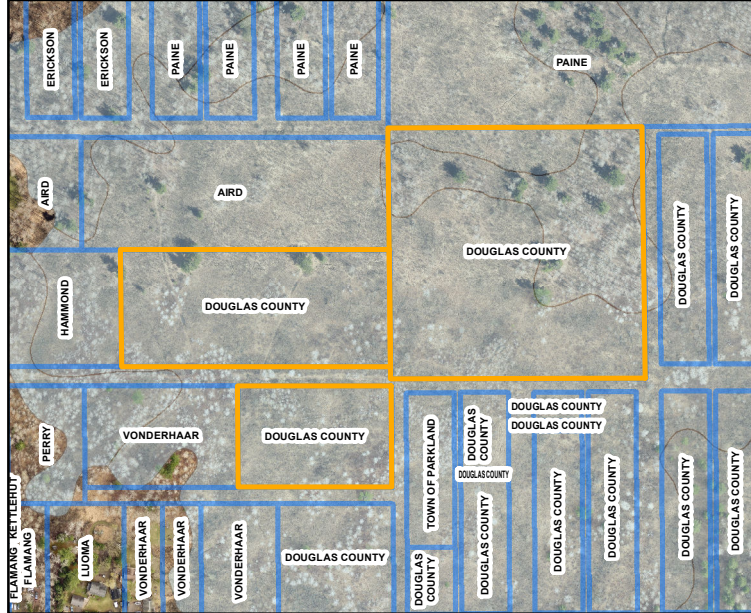 ERICKSON
ERICKSON
PAINE
PAINE
PAINE
PAINE
PAINE
AIRD
AIRD
DOUGLAS COUNTY
DOUGLAS COUNTY
DOUGLAS COUNTY
HAMMOND
DOUGLAS COUNTY
PERRY
VONDERHAAR
DOUGLAS COUNTY
TOWN OF PARKLAND
DOUGLAS
COUNTY
DOUGLAS COUNTY
DOUGLAS COUNTY
DOUGLAS COUNTY
FLAMANG
KETTLEHUT
FLAMANG
LUOMA
VONDERHAAR
VONDERHAAR
VONDERHAAR
DOUGLAS COUNTY
DOUGLAS
COUNTY
DOUGLAS COUNTY
DOUGLAS COUNTY
DOUGLAS COUNTY
DOUGLAS COUNTY
DOUGLAS COUNTY